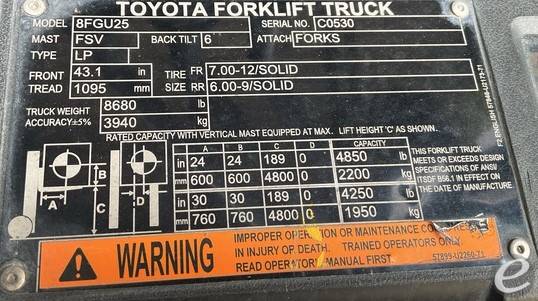 TOYOTA FORKLIFT TRUCK
MODEL 8FGU25 SERIAL NO. C0530
MAST FSV BACK TILT 6 ATTACH FORKS
TYPE LP
FRONT TREAD 43.1 in TIRE SIZE FR 7.00-12/SOLID
1095 mm RR 6.00-9/SOLID
TRUCK WEIGHT 8680 lb
ACCURACY±5% 3940 kg
RATED CAPACITY WITH VERTICAL MAST EQUIPPED AT MAX. LIFT HEIGHT 'C' AS SHOWN.
A B C D CAPACITY
in 24 24 189 0 4850 lb
mm 600 600 4800 0 2200 kg
in 30 30 189 0 4250 lb
mm 760 760 4800 0 1950 kg
A B C D
THIS FORKLIFT TRUCK
MEETS OR EXCEEDS DESIGN
SPECIFICATIONS OF ANSI
ITSDF B56.1 IN EFFECT ON
THE DATE OF MANUFACTURE
WARNING
IMPROPER OPERATION OR MAINTENANCE
IN INJURY OF DEATH. TRAINED OPERATORS ONLY
READ OPERATOR MANUAL FIRST.
57899-U2260-71
FZ ENGLISH
e